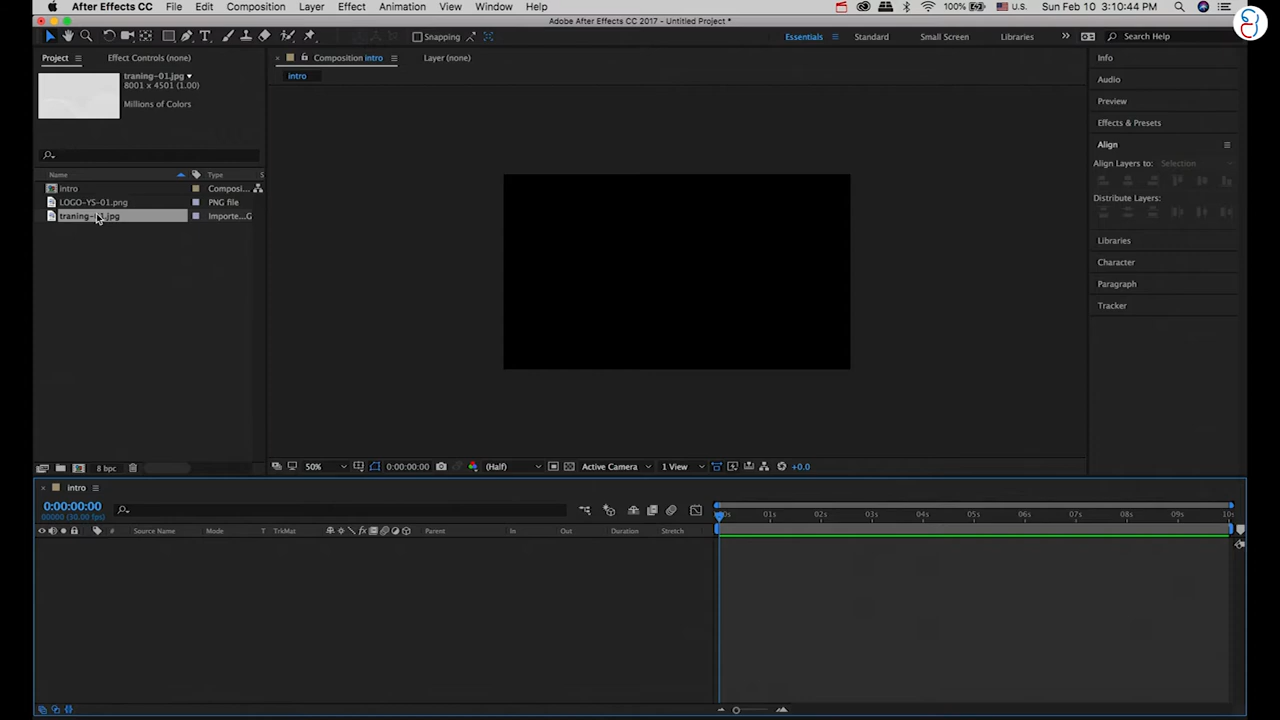 After Effects CC File Edit Composition Layer Effect Animation View Window Help 100% U.S. Sun Feb 10 3:10:44 PM
Adobe After Effects CC 2017 - Untitled Project *
Snapping Essentials Standard Small Screen Libraries Search Help
Project Effect Controls (none) Composition intro Layer (none) Info
traning-01.jpg
8001 x 4501 (1.00)
Millions of Colors
intro
Audio
Preview
Effects & Presets
Align
Align Layers to: Selection
Distribute Layers:
Libraries
Character
Paragraph
Tracker
Name Type S
intro Composi...
LOGO-YS-01.png PNG file
traning-01.jpg Importe...G
8 bpc 50% 0:00:00:00 (Half) Active Camera 1 View +0.0
intro
0:00:00:00
00000 (30.00 fps)
# Source Name Mode T TrkMat Parent In Out Duration Stretch
0s 01s 02s 03s 04s 05s 06s 07s 08s 09s 10s